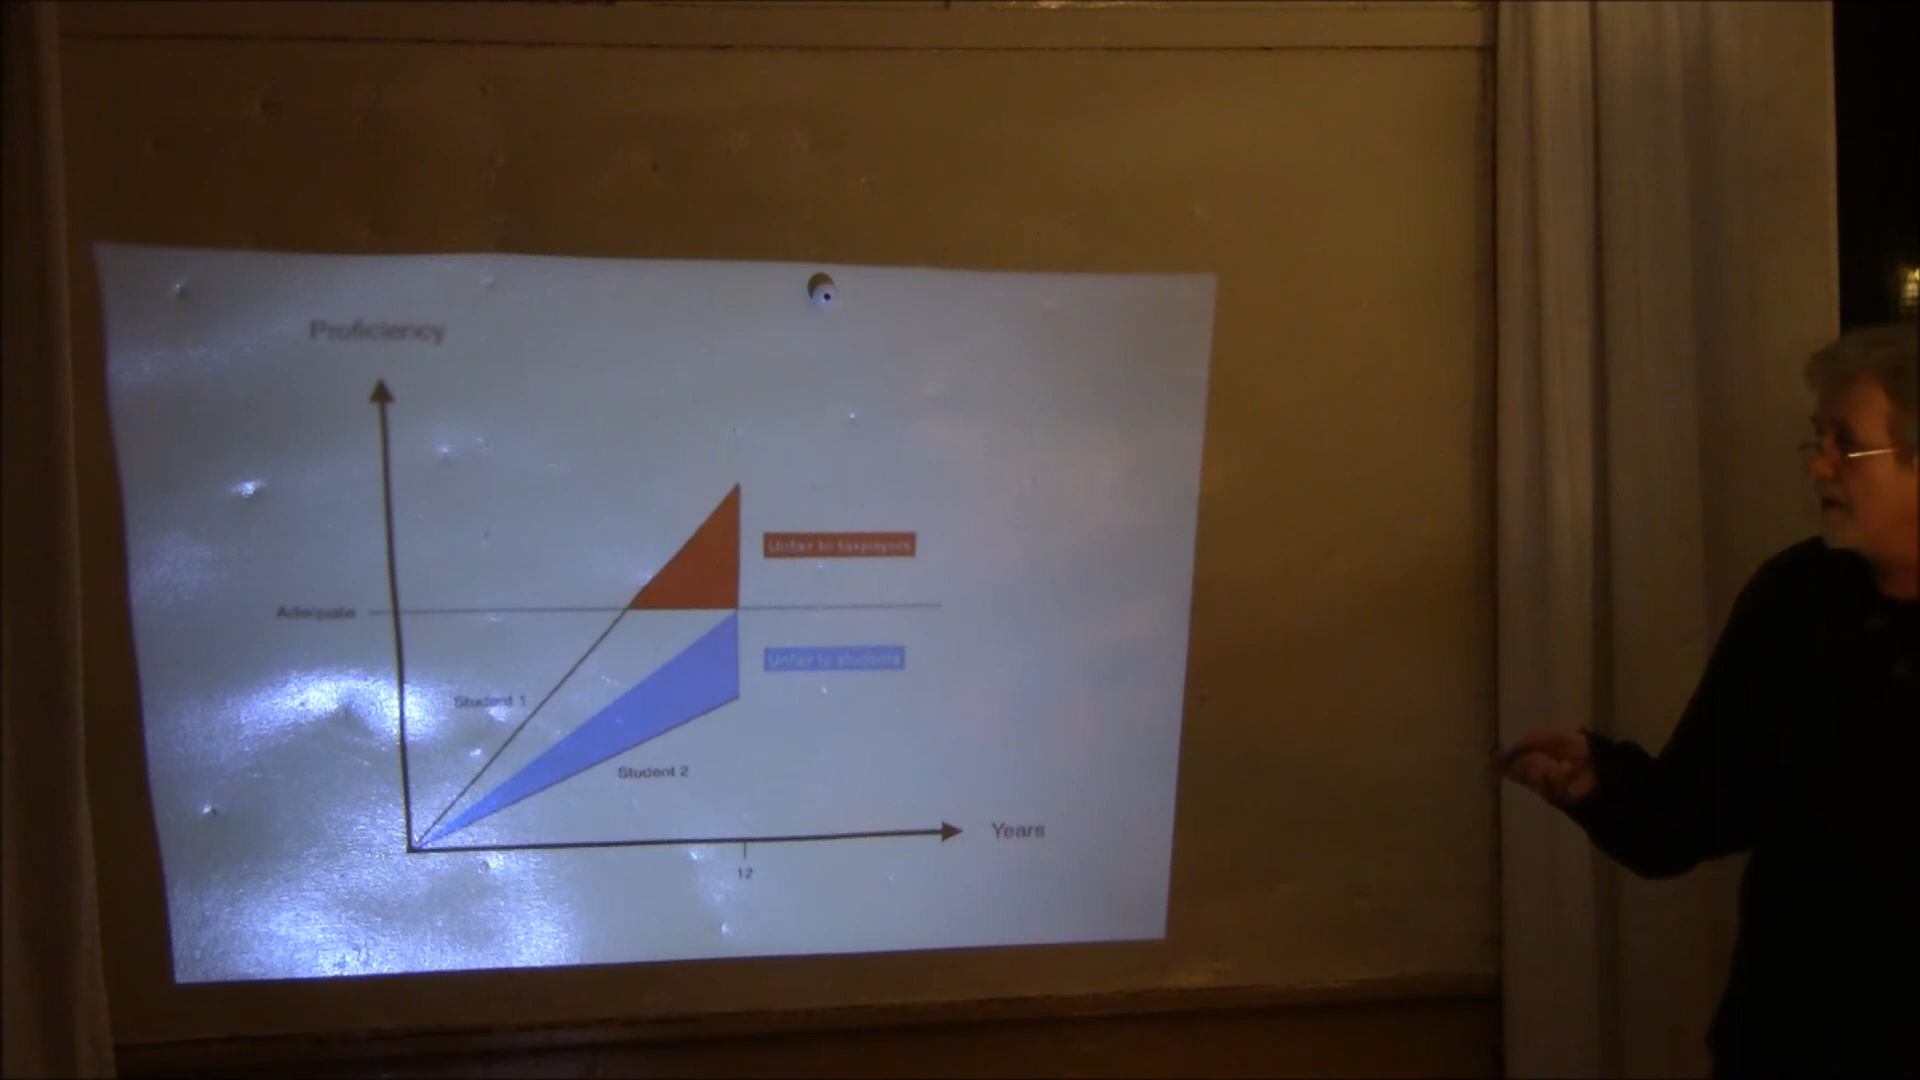 Proficiency
Unfair to taxpayers
Adequate
Unfair to students
Student 1
Student 2
Years
12